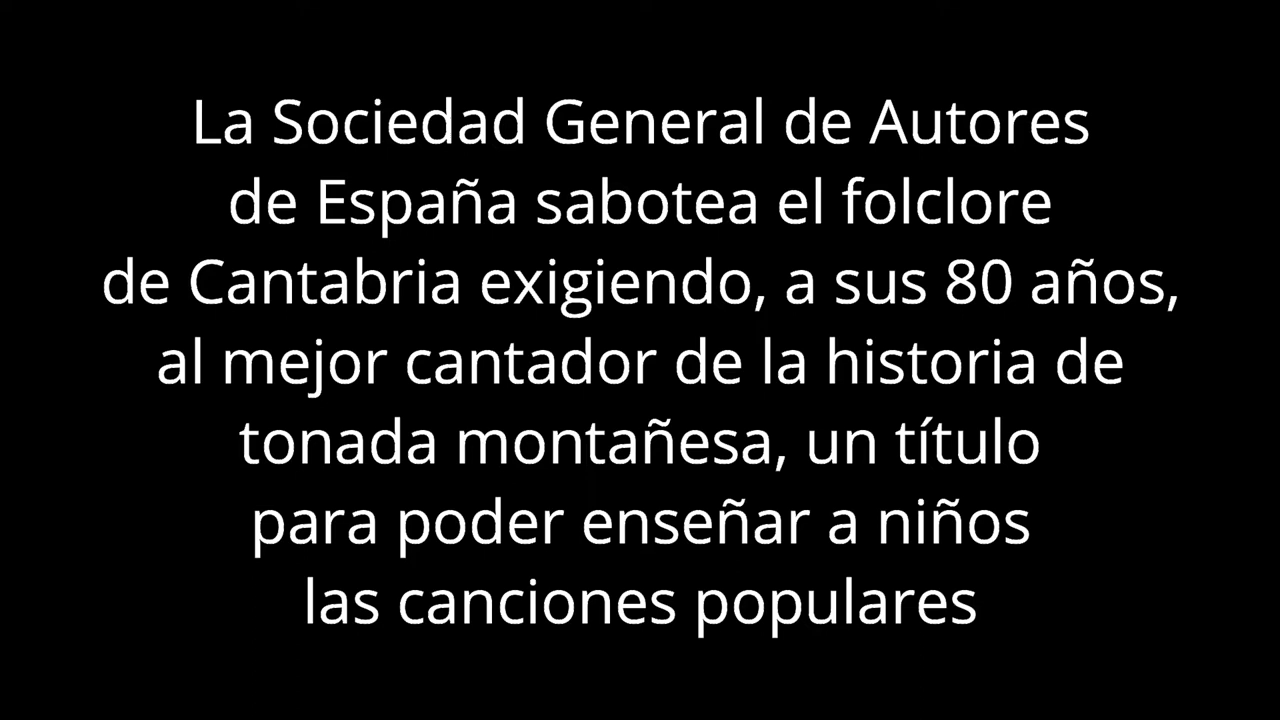 La Sociedad General de Autores
de España sabotea el folclore
de Cantabria exigiendo, a sus 80 años,
al mejor cantador de la historia de
tonada montañesa, un título
para poder enseñar a niños
las canciones populares